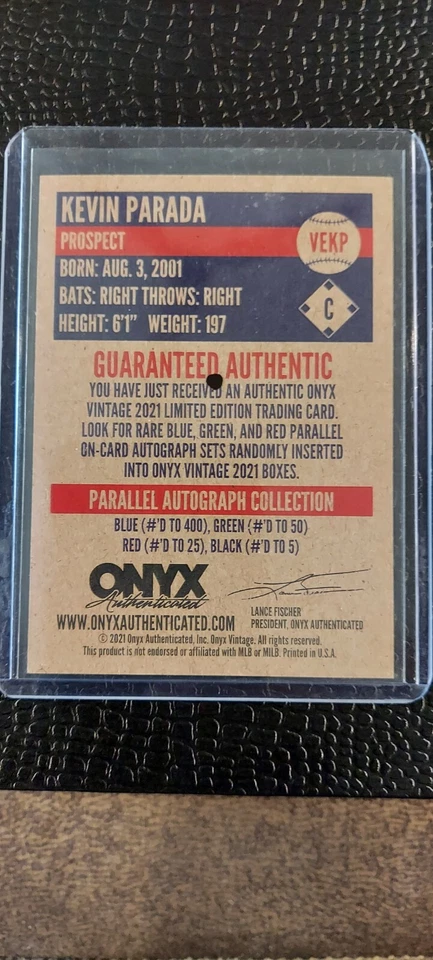 KEVIN PARADA
PROSPECT
VEKP
BORN: AUG. 3, 2001
BATS: RIGHT THROWS: RIGHT
C
HEIGHT: 6'1" WEIGHT: 197
GUARANTEED AUTHENTIC
YOU HAVE JUST RECEIVED AN AUTHENTIC ONYX
VINTAGE 2021 LIMITED EDITION TRADING CARD.
LOOK FOR RARE BLUE, GREEN, AND RED PARALLEL
ON-CARD AUTOGRAPH SETS RANDOMLY INSERTED
INTO ONYX VINTAGE 2021 BOXES.
PARALLEL AUTOGRAPH COLLECTION
BLUE (#'D TO 400), GREEN (#'D TO 50)
RED (#'D TO 25), BLACK (#'D TO 5)
ONYX
Authenticated
WWW.ONYXAUTHENTICATED.COM
LANCE FISCHER
PRESIDENT, ONYX AUTHENTICATED
© 2021 Onyx Authenticated, Inc. Onyx Vintage. All rights reserved.
This product is not endorsed or affiliated with MLB or MILB. Printed in U.S.A.